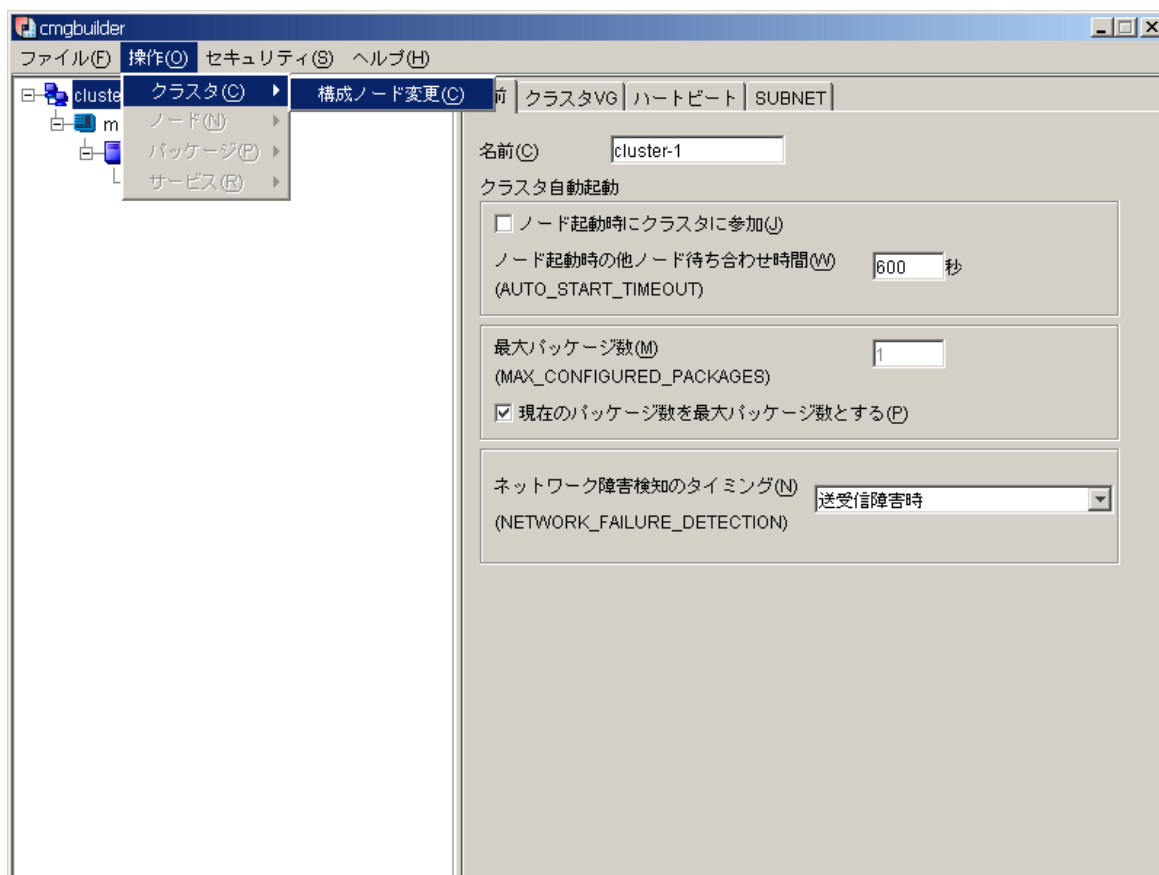 cmgbuilder
ファイル(F) 操作(O) セキュリティ(S) ヘルプ(H)
cluste
クラスタ(C)
構成ノード変更(C)
前 クラスタVG ハートビート SUBNET
m
ノード(N)
パッケージ(P)
サービス(R)
名前(C) cluster-1
クラスタ自動起動
ノード起動時にクラスタに参加(J)
ノード起動時の他ノード待ち合わせ時間(W) 600 秒
(AUTO_START_TIMEOUT)
最大パッケージ数(M) 1
(MAX_CONFIGURED_PACKAGES)
現在のパッケージ数を最大パッケージ数とする(P)
ネットワーク障害検知のタイミング(N) 送受信障害時
(NETWORK_FAILURE_DETECTION)